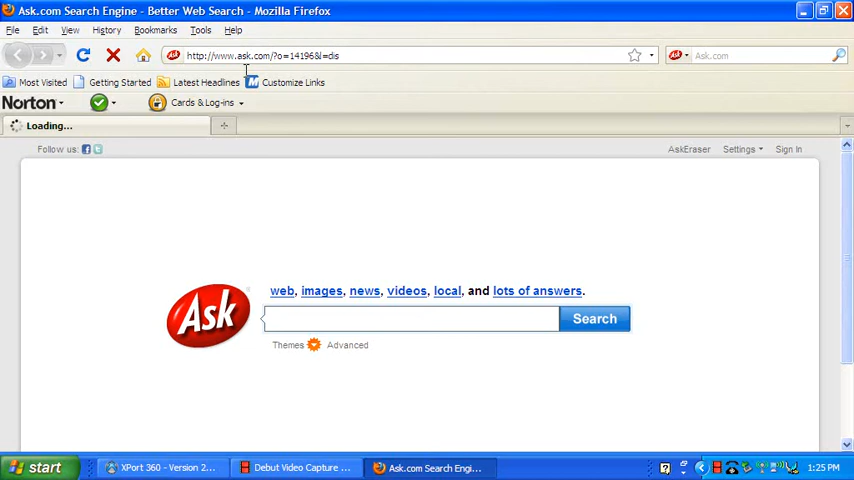 Ask.com Search Engine - Better Web Search - Mozilla Firefox
File Edit View History Bookmarks Tools Help
http://www.ask.com/?o=14196&l=dis
Ask.com
Most Visited Getting Started Latest Headlines Customize Links
Norton Cards & Log-ins
Loading...
Follow us: AskEraser Settings Sign In
web, images, news, videos, local, and lots of answers.
Ask Search
Themes Advanced
start XPort 360 - Version 2... Debut Video Capture ... Ask.com Search Engi... 1:25 PM